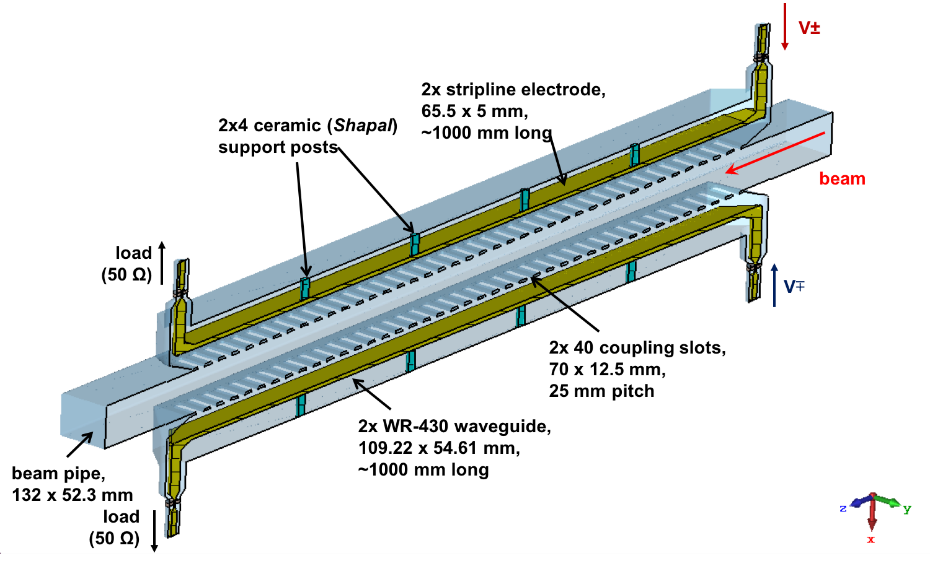 V±
2x stripline electrode,
65.5 x 5 mm,
~1000 mm long
2x4 ceramic (Shapal)
support posts
beam
load
(50 Ω)
V∓
2x 40 coupling slots,
70 x 12.5 mm,
25 mm pitch
2x WR-430 waveguide,
109.22 x 54.61 mm,
~1000 mm long
beam pipe,
132 x 52.3 mm
load
(50 Ω)
z
y
x